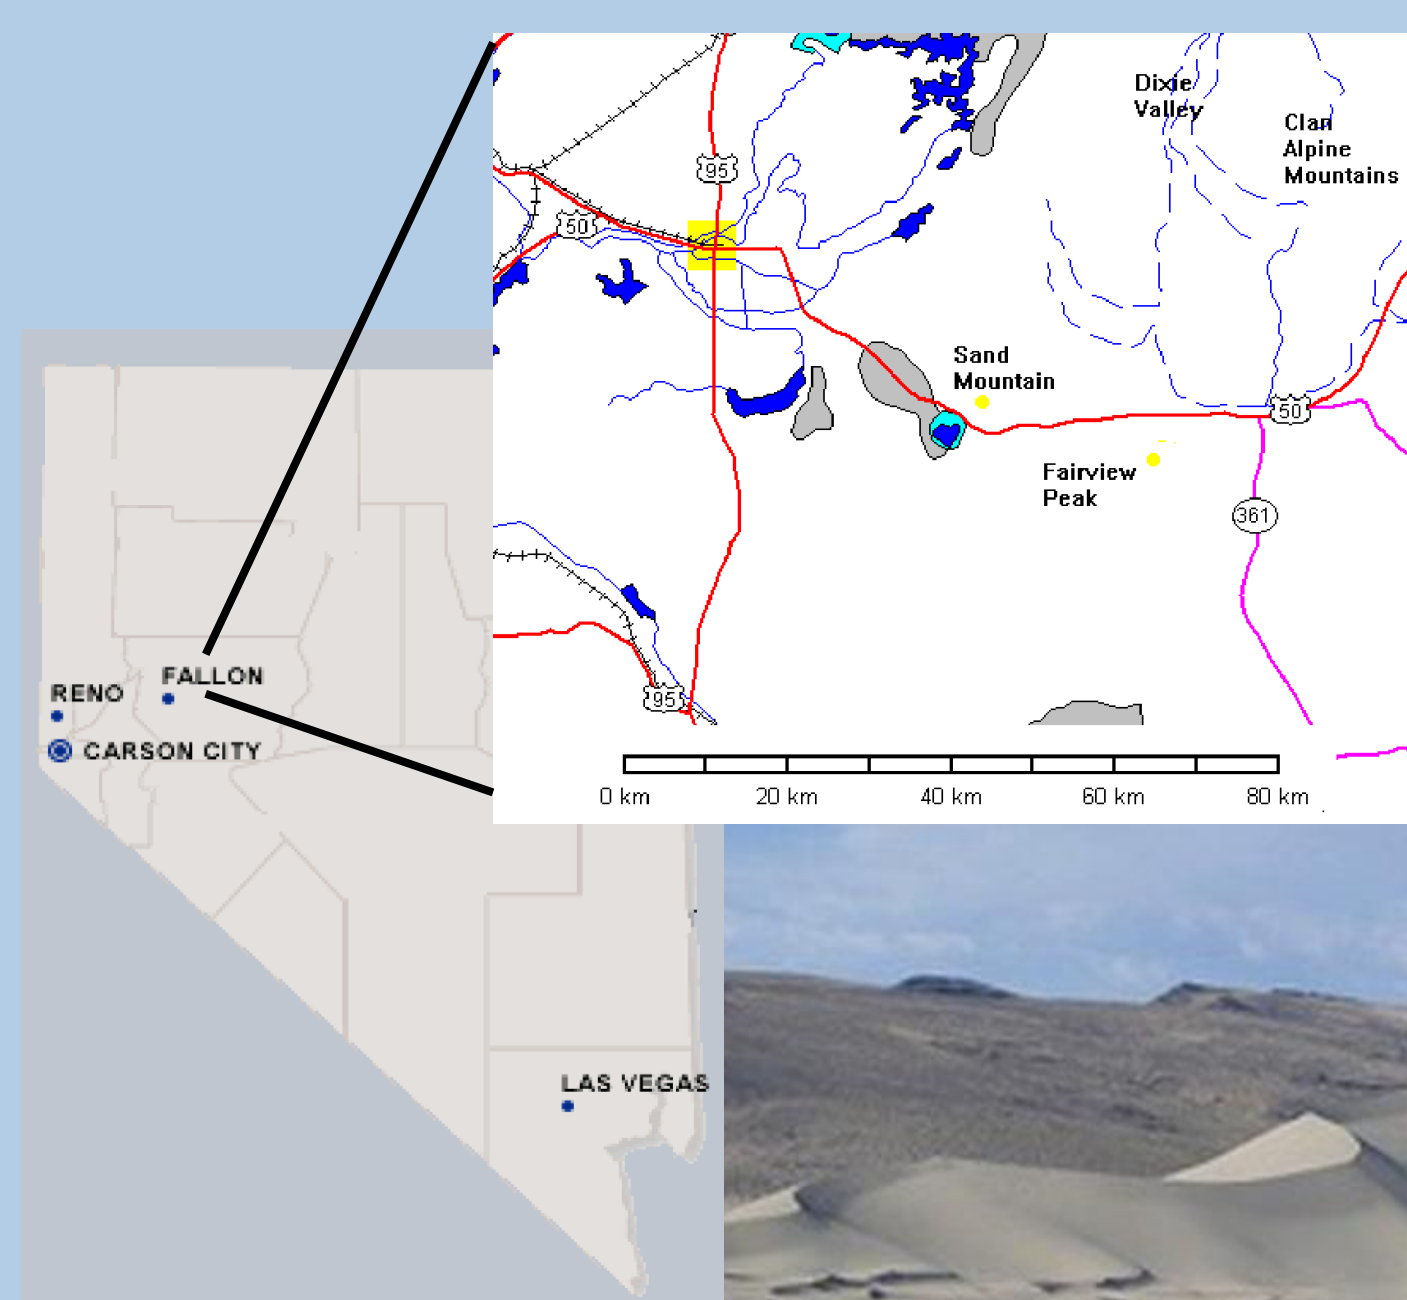 Dixie
Valley
Clan
Alpine
Mountains
95
50
Sand
Mountain
50
Fairview
Peak
361
95
0 km 20 km 40 km 60 km 80 km
FALLON
RENO
CARSON CITY
LAS VEGAS